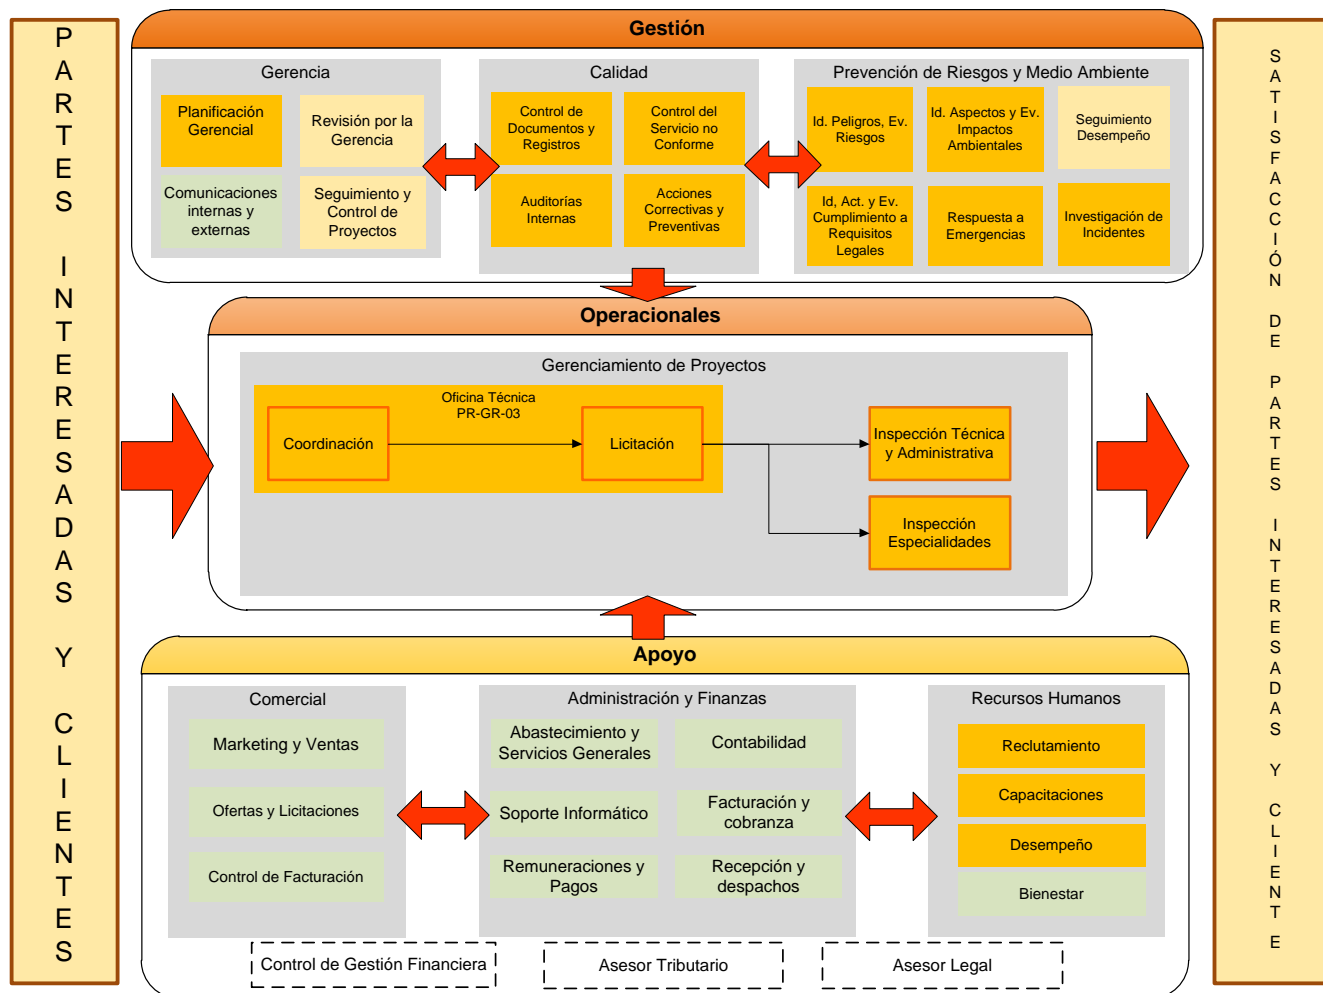 PARTES INTERESADAS Y CLIENTES
Gestión
Gerencia
Planificación
Gerencial
Revisión por la
Gerencia
Comunicaciones
internas y
externas
Seguimiento y
Control de
Proyectos
Calidad
Control de
Documentos y
Registros
Control del
Servicio no
Conforme
Auditorías
Internas
Acciones
Correctivas y
Preventivas
Prevención de Riesgos y Medio Ambiente
Id. Peligros, Ev.
Riesgos
Id. Aspectos y Ev.
Impactos
Ambientales
Seguimiento
Desempeño
Id, Act. y Ev.
Cumplimiento a
Requisitos
Legales
Respuesta a
Emergencias
Investigación de
Incidentes
Operacionales
Gerenciamiento de Proyectos
Oficina Técnica
PR-GR-03
Coordinación
Licitación
Inspección Técnica
y Administrativa
Inspección
Especialidades
Apoyo
Comercial
Marketing y Ventas
Ofertas y Licitaciones
Control de Facturación
Administración y Finanzas
Abastecimiento y
Servicios Generales
Contabilidad
Soporte Informático
Facturación y
cobranza
Remuneraciones y
Pagos
Recepción y
despachos
Recursos Humanos
Reclutamiento
Capacitaciones
Desempeño
Bienestar
Control de Gestión Financiera
Asesor Tributario
Asesor Legal
SATISFACCIÓN DE PARTES INTERESADAS Y CLIENTE